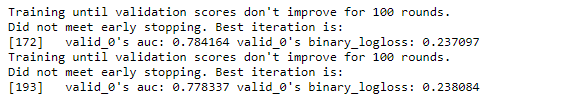 Training until validation scores don't improve for 100 rounds.
Did not meet early stopping. Best iteration is:
[172]	valid_0's auc: 0.784164 valid_0's binary_logloss: 0.237097
Training until validation scores don't improve for 100 rounds.
Did not meet early stopping. Best iteration is:
[193]	valid_0's auc: 0.778337 valid_0's binary_logloss: 0.238084